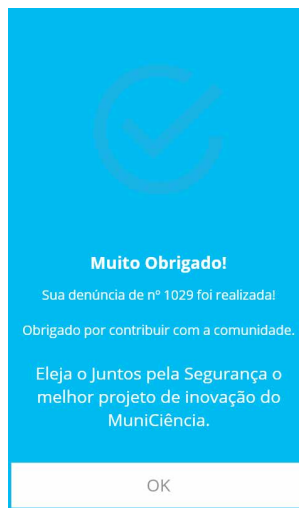 Muito Obrigado!
Sua denúncia de nº 1029 foi realizada!
Obrigado por contribuir com a comunidade.
Eleja o Juntos pela Segurança o
melhor projeto de inovação do
MuniCiência.
OK